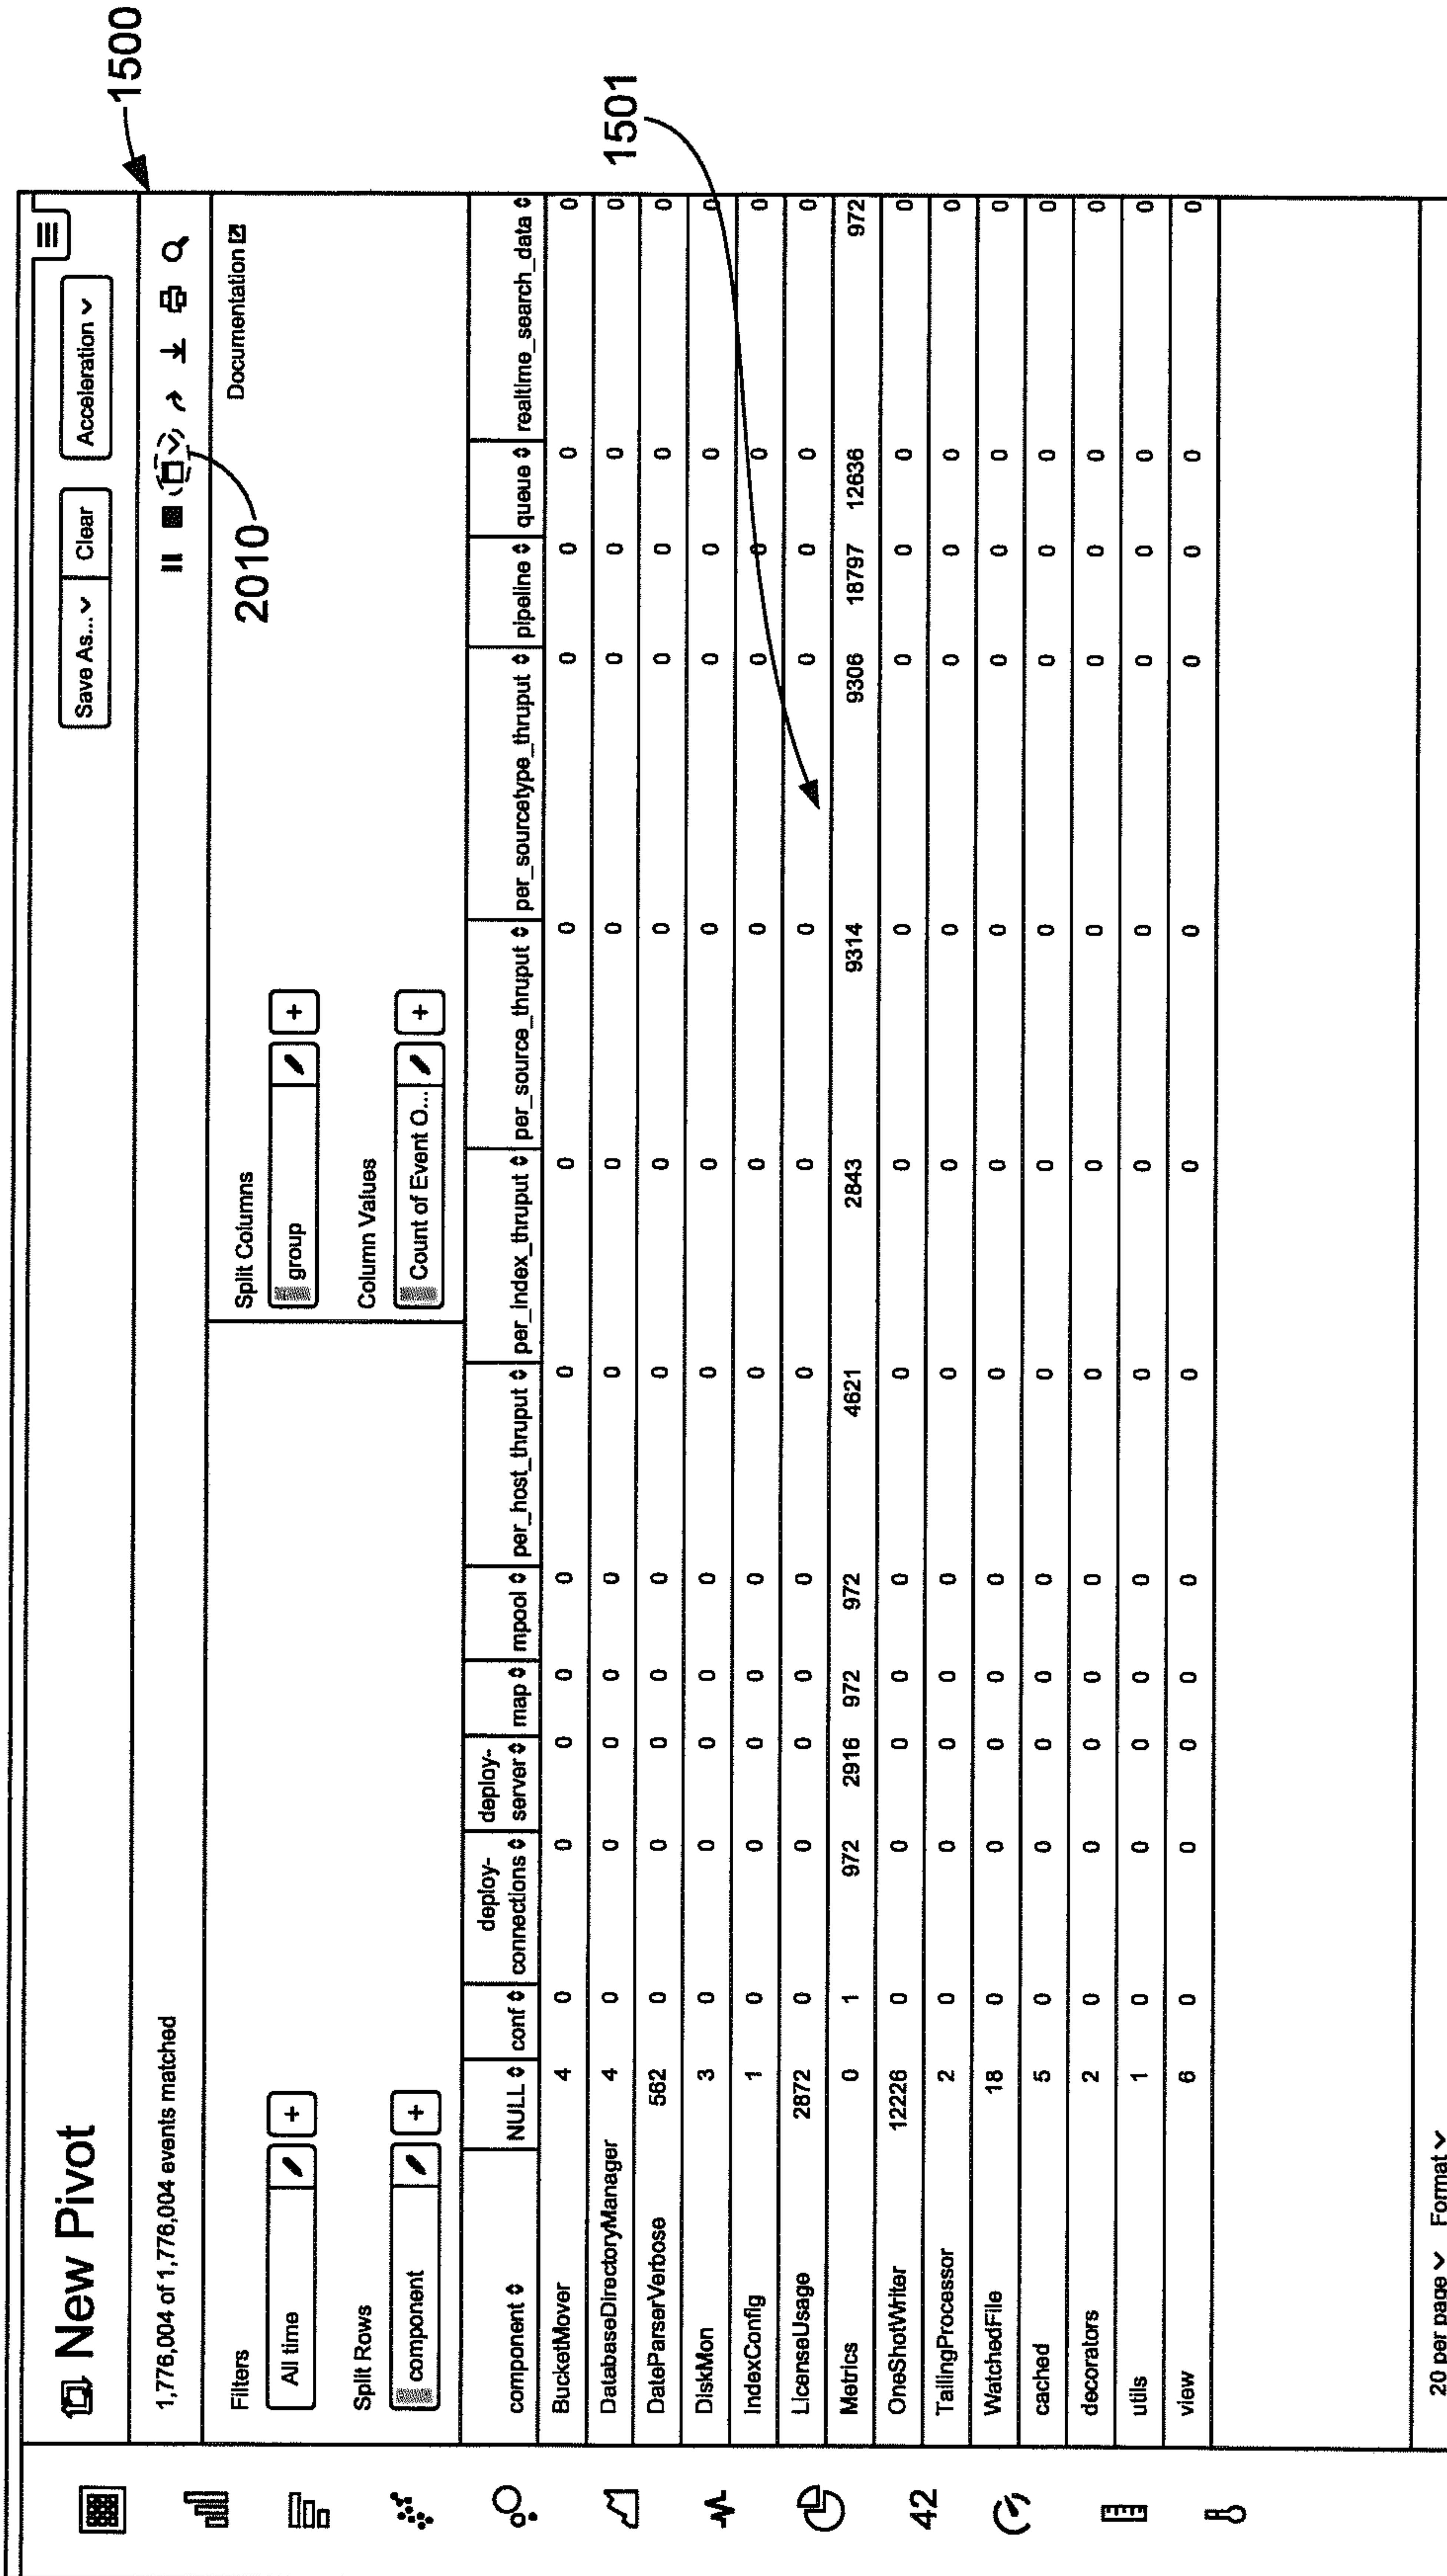 New Pivot
Save As... Clear Acceleration
1500
1,776,004 of 1,776,004 events matched
2010
Filters
Split Columns
Documentation
All time +
group +
Split Rows
Column Values
component +
Count of Event O... +
1501
component NULL conf deploy-connections deploy-server map mpool per_host_thruput per_index_thruput per_source_thruput per_sourcetype_thruput pipeline queue realtime_search_data
BucketMover 4 0 0 0 0 0 0 0 0 0 0 0 0
DatabaseDirectoryManager 4 0 0 0 0 0 0 0 0 0 0 0 0
DateParserVerbose 562 0 0 0 0 0 0 0 0 0 0 0 0
DiskMon 3 0 0 0 0 0 0 0 0 0 0 0 0
IndexConfig 1 0 0 0 0 0 0 0 0 0 0 0 0
LicenseUsage 2872 0 0 0 0 0 0 0 0 0 0 0 0
Metrics 0 1 972 2916 972 972 4621 2843 9314 9306 18797 12636 972
OneShotWriter 12226 0 0 0 0 0 0 0 0 0 0 0 0
TailingProcessor 2 0 0 0 0 0 0 0 0 0 0 0 0
WatchedFile 18 0 0 0 0 0 0 0 0 0 0 0 0
cached 5 0 0 0 0 0 0 0 0 0 0 0 0
decorators 2 0 0 0 0 0 0 0 0 0 0 0 0
utils 1 0 0 0 0 0 0 0 0 0 0 0 0
view 6 0 0 0 0 0 0 0 0 0 0 0 0
42
20 per page Format